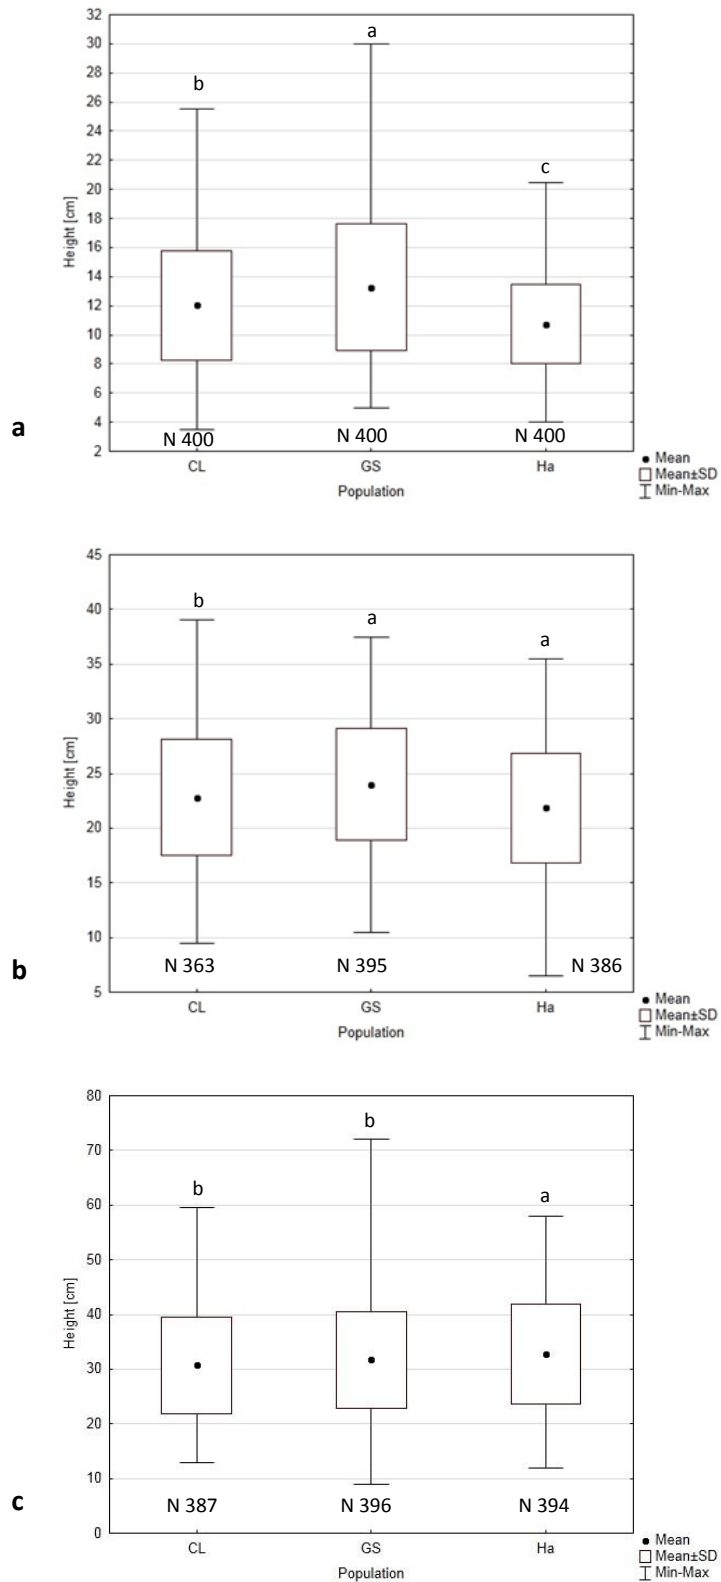 32
30
28
26
24
22
20
18
16
14
12
10
8
6
4
2
Height [cm]
b
a
c
a
N 400 N 400 N 400
CL GS Ha
Population
Mean
Mean±SD
Min-Max
45
40
35
30
25
20
15
10
5
Height [cm]
b
a
a
b
N 363 N 395 N 386
CL GS Ha
Population
Mean
Mean±SD
Min-Max
80
70
60
50
40
30
20
10
0
Height [cm]
b
b
a
c
N 387 N 396 N 394
CL GS Ha
Population
Mean
Mean±SD
Min-Max